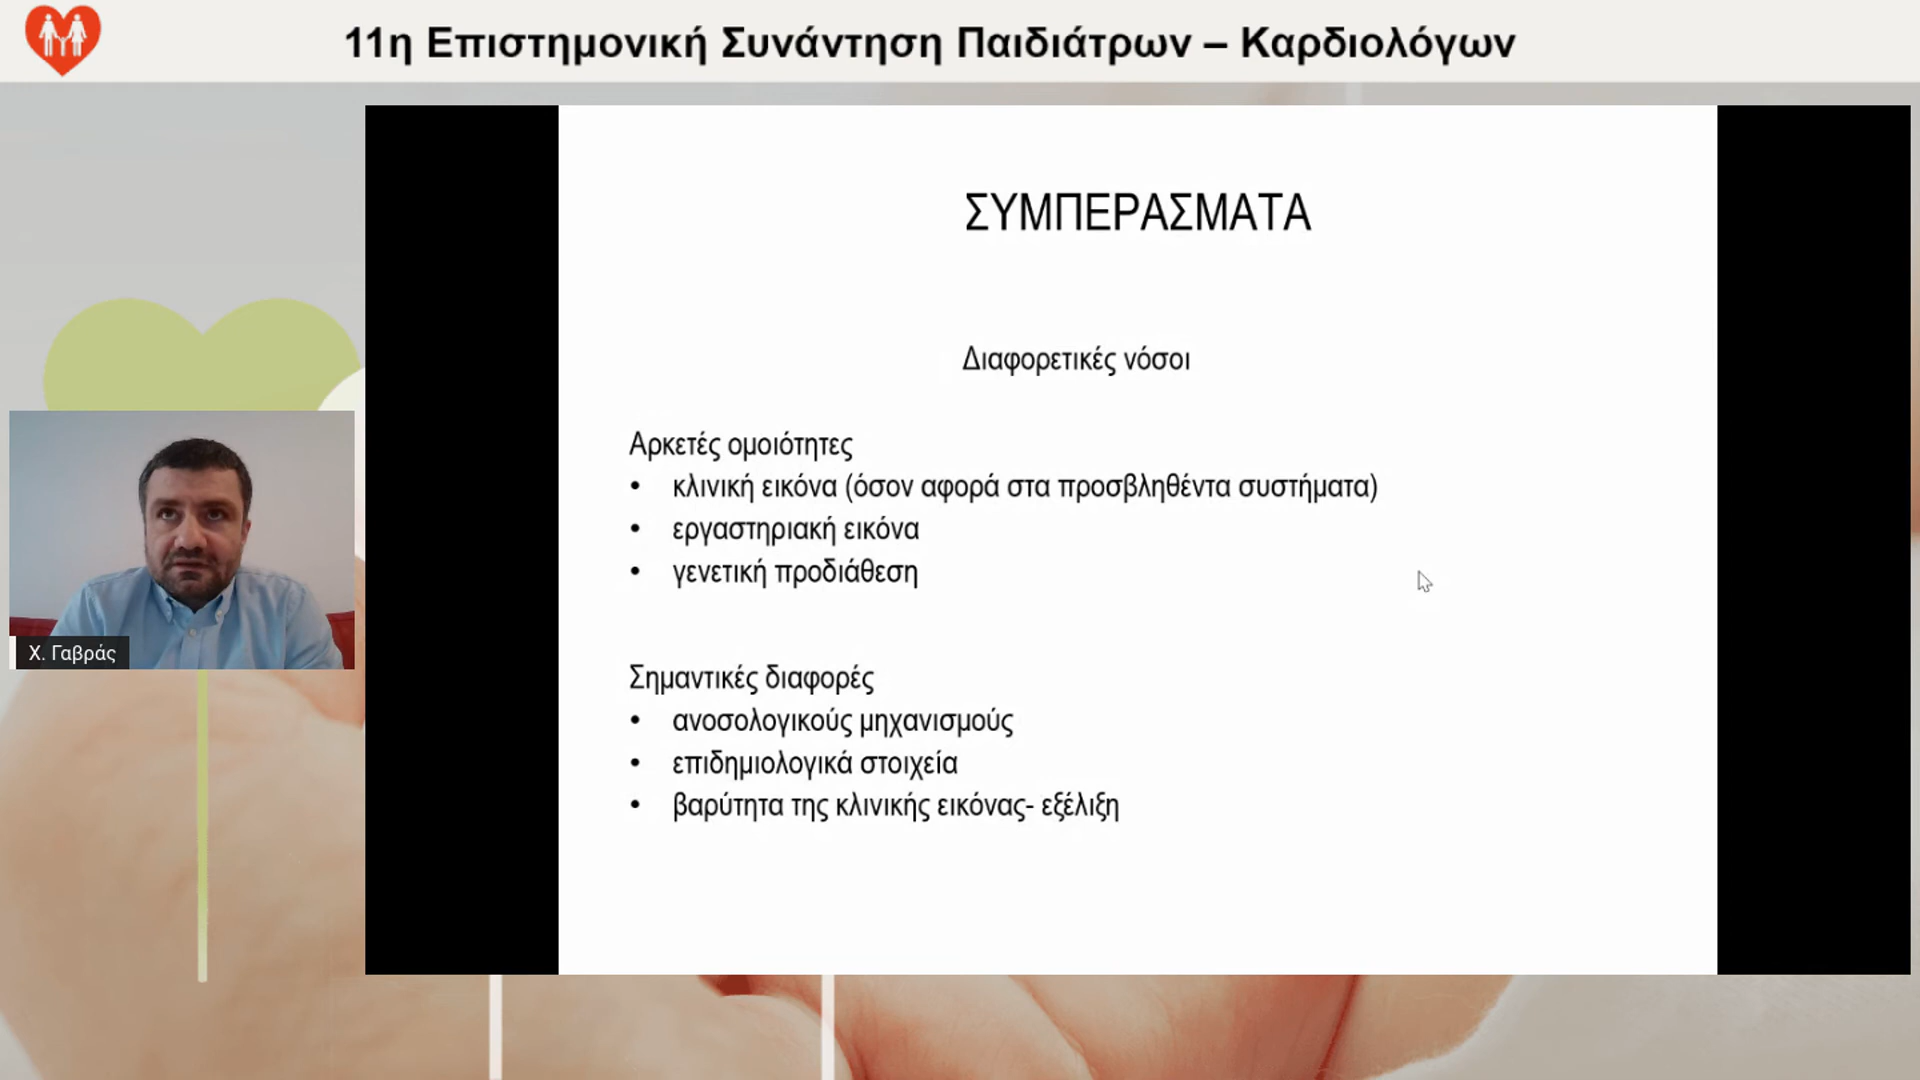 11η Επιστημονική Συνάντηση Παιδιάτρων – Καρδιολόγων
ΣΥΜΠΕΡΑΣΜΑΤΑ
Διαφορετικές νόσοι
Αρκετές ομοιότητες
• κλινική εικόνα (όσον αφορά στα προσβληθέντα συστήματα)
• εργαστηριακή εικόνα
• γενετική προδιάθεση
Σημαντικές διαφορές
• ανοσολογικούς μηχανισμούς
• επιδημιολογικά στοιχεία
• βαρύτητα της κλινικής εικόνας- εξέλιξη
Χ. Γαβράς